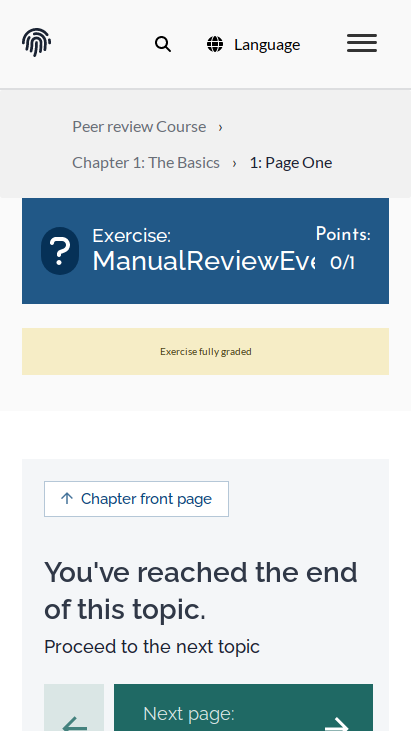 Language
Peer review Course ›
Chapter 1: The Basics › 1: Page One
Exercise:
Points:
ManualReviewEve
0/1
Exercise fully graded
Chapter front page
You've reached the end
of this topic.
Proceed to the next topic
Next page: